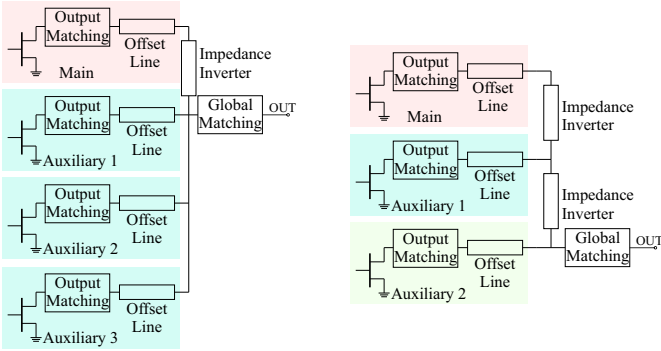 Output
Matching
Offset
Line
Main
Impedance
Inverter
Output
Matching
Offset
Line
Auxiliary 1
Global
Matching
OUT
Output
Matching
Offset
Line
Auxiliary 2
Output
Matching
Offset
Line
Auxiliary 3
Output
Matching
Offset
Line
Main
Impedance
Inverter
Output
Matching
Offset
Line
Auxiliary 1
Impedance
Inverter
Output
Matching
Offset
Line
Auxiliary 2
Global
Matching
OUT